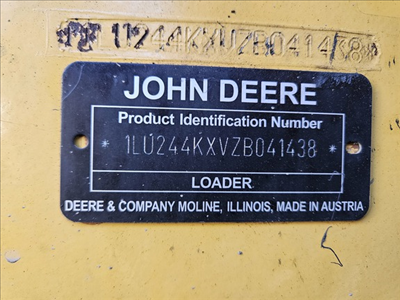 JOHN DEERE
Product Identification Number
* 1LU244KXVZB041438 *
LOADER
DEERE & COMPANY MOLINE, ILLINOIS, MADE IN AUSTRIA